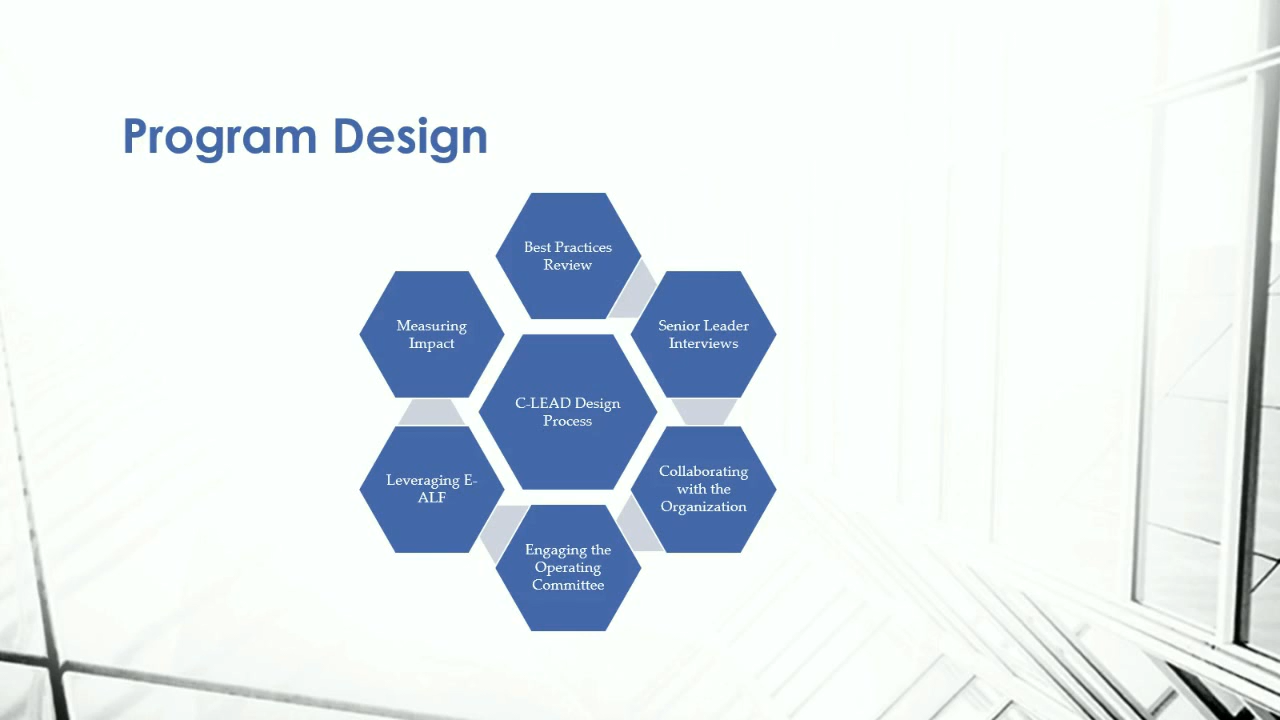 Program Design
Best Practices
Review
Measuring
Impact
Senior Leader
Interviews
C-LEAD Design
Process
Leveraging E-
ALF
Collaborating
with the
Organization
Engaging the
Operating
Committee